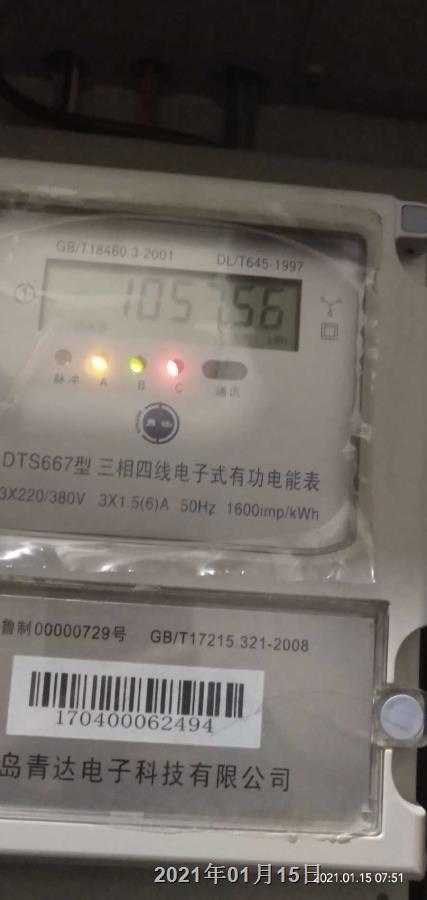 GB/T18460.3-2001 DL/T645-1997
1057.56
kWh
脉冲 A B C 通讯
DTS667型 三相四线电子式有功电能表
3X220/380V 3X1.5(6)A 50Hz 1600imp/kWh
鲁制00000729号 GB/T17215.321-2008
170400062494
岛青达电子科技有限公司
2021年01月15日
2021.01.15 07:51